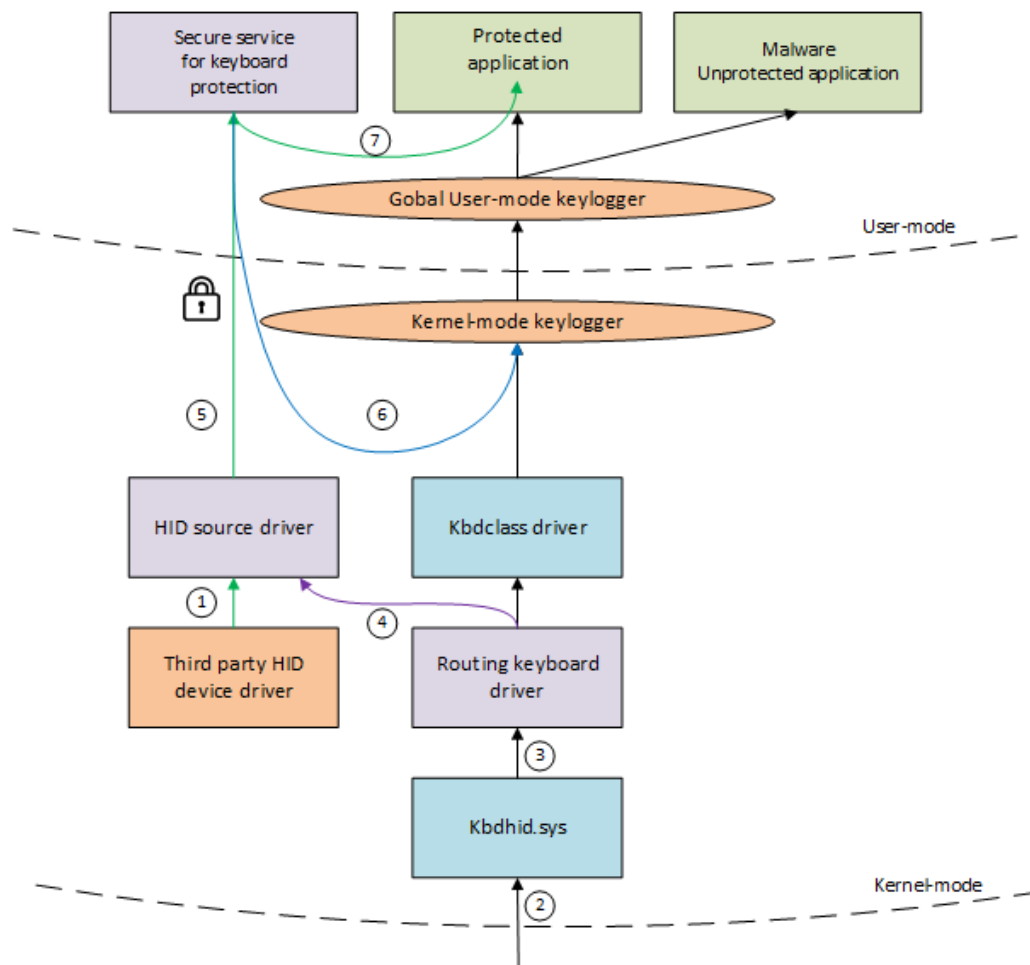 Secure service
for keyboard
protection
Protected
application
Malware
Unprotected application
7
Gobal User-mode keylogger
User-mode
Kernel-mode keylogger
5
6
HID source driver
Kbdclass driver
1
4
Third party HID
device driver
Routing keyboard
driver
3
Kbdhid.sys
Kernel-mode
2